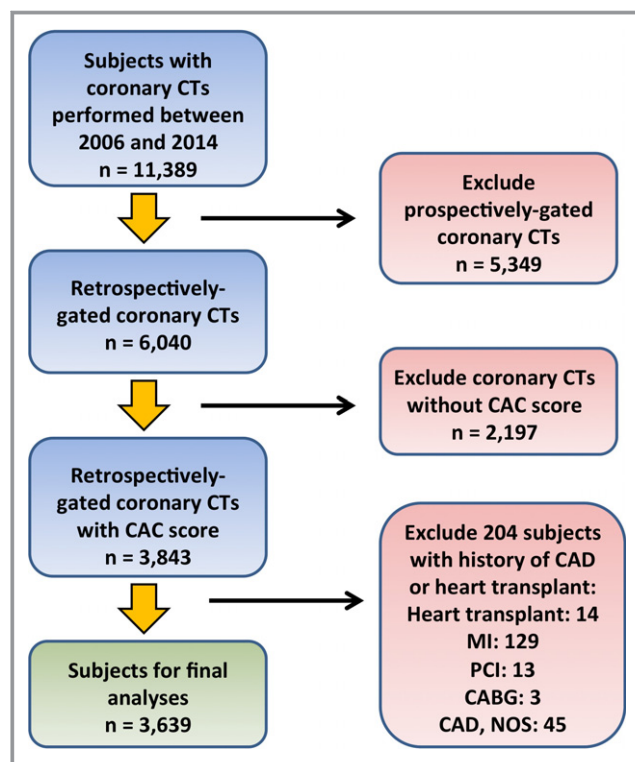 Subjects with
coronary CTs
performed between
2006 and 2014
n = 11,389
Exclude
prospectively-gated
coronary CTs
n = 5,349
Retrospectively-
gated coronary CTs
n = 6,040
Exclude coronary CTs
without CAC score
n = 2,197
Retrospectively-
gated coronary CTs
with CAC score
n = 3,843
Exclude 204 subjects
with history of CAD
or heart transplant:
Heart transplant: 14
MI: 129
PCI: 13
CABG: 3
CAD, NOS: 45
Subjects for final
analyses
n = 3,639